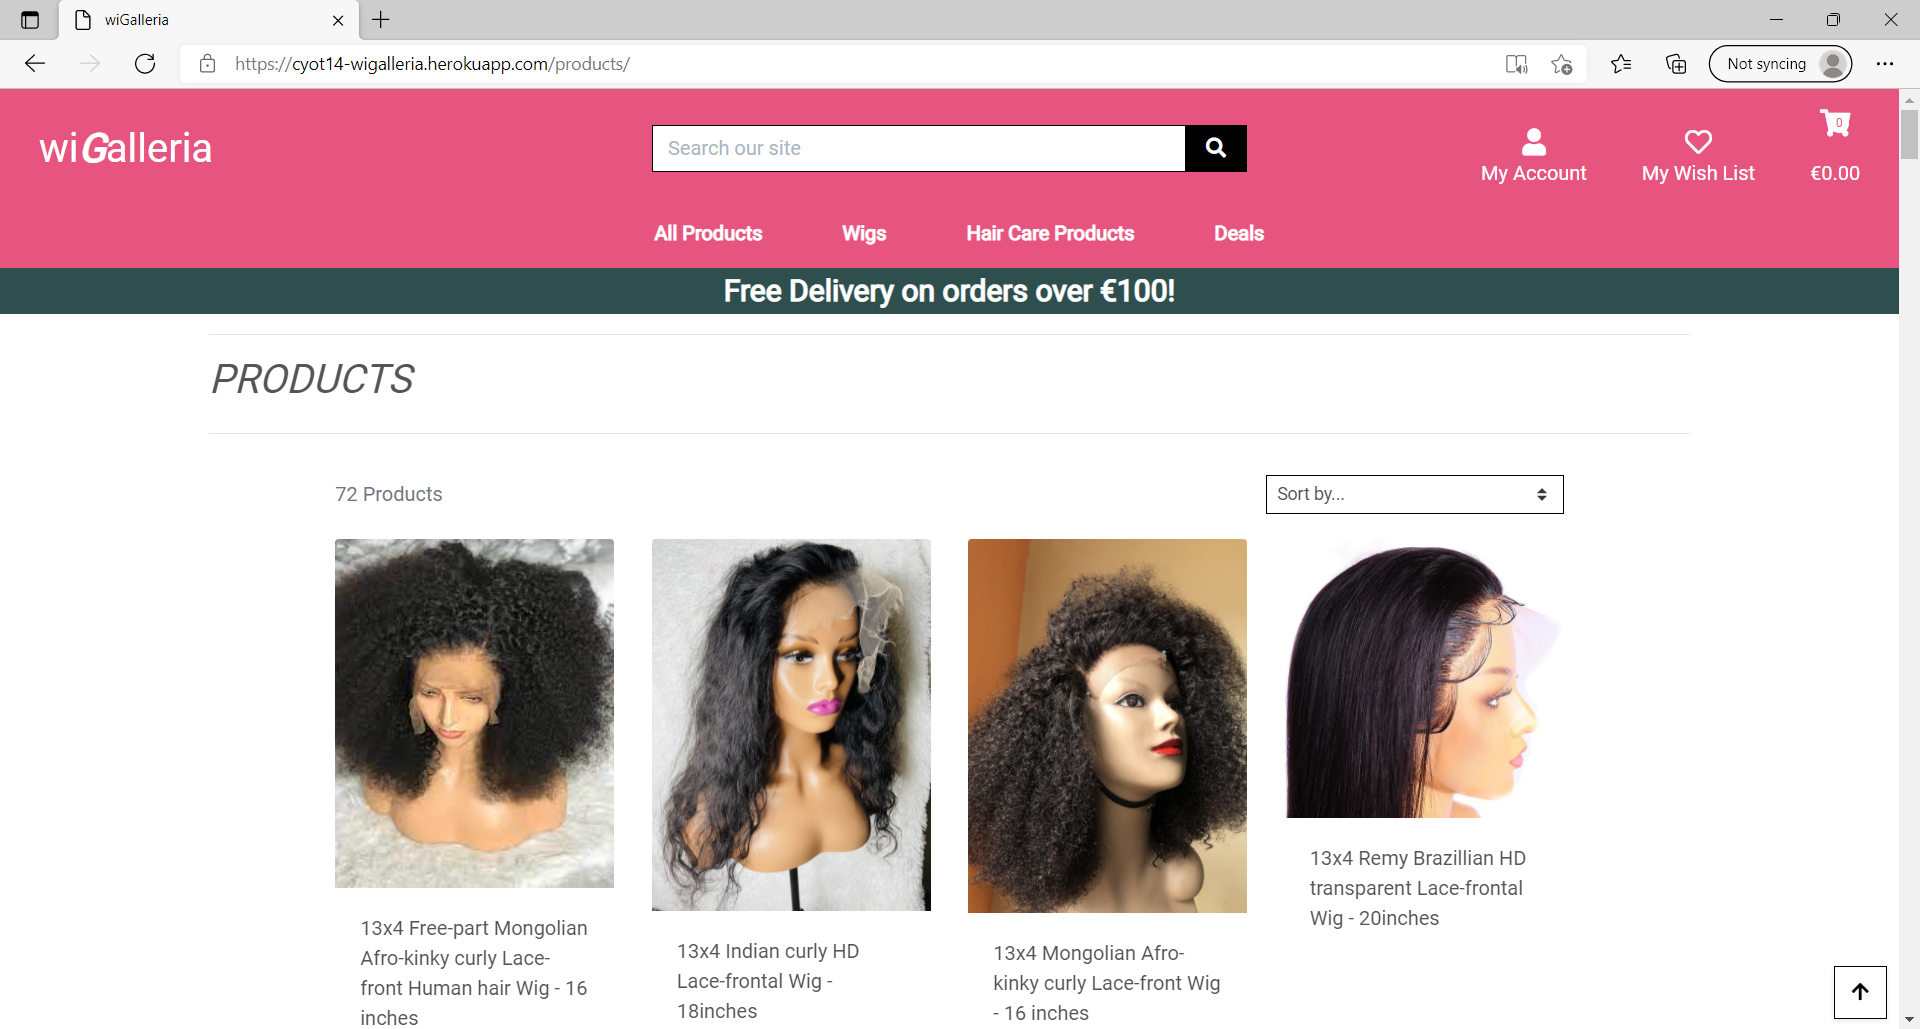 wiGalleria
https://cyot14-wigalleria.herokuapp.com/products/
Not syncing
wiGalleria
Search our site
My Account
My Wish List
0
€0.00
All Products
Wigs
Hair Care Products
Deals
Free Delivery on orders over €100!
PRODUCTS
72 Products
Sort by...
13x4 Free-part Mongolian
Afro-kinky curly Lace-
front Human hair Wig - 16
inches
13x4 Indian curly HD
Lace-frontal Wig -
18inches
13x4 Mongolian Afro-
kinky curly Lace-front Wig
- 16 inches
13x4 Remy Brazillian HD
transparent Lace-frontal
Wig - 20inches